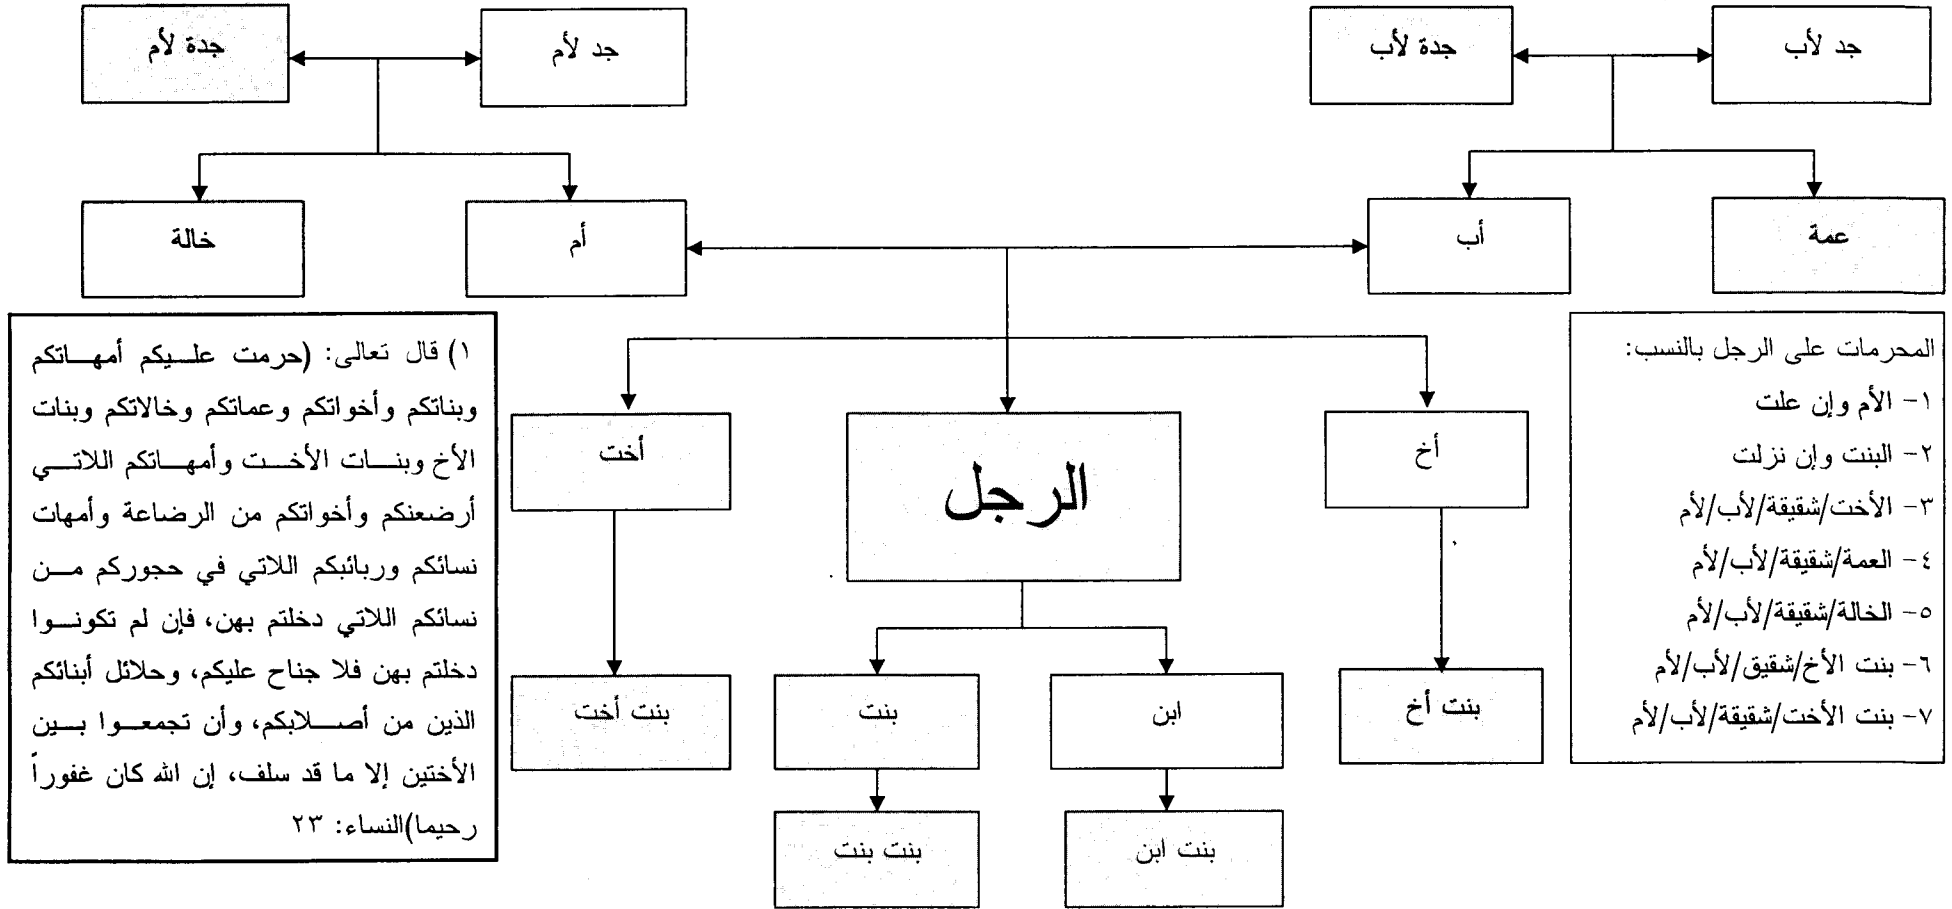 جد لأب
جدة لأب
جد لأم
جدة لأم
عمة
أب
أم
خالة
المحرمات على الرجل بالنسب:
١- الأم وإن علت
٢- البنت وإن نزلت
٣- الأخت/شقيقة/لأب/لأم
٤- العمة/شقيقة/لأب/لأم
٥- الخالة/شقيقة/لأب/لأم
٦- بنت الأخ/شقيق/لأب/لأم
٧- بنت الأخت/شقيقة/لأب/لأم
أخ
الرجل
أخت
بنت أخ
ابن
بنت
بنت أخت
بنت ابن
بنت بنت
١) قال تعالى: (حرمت عليكم أمهاتكم
وبناتكم وأخواتكم وعماتكم وخالاتكم وبنات
الأخ وبنات الأخت وأمهاتكم اللاتي
أرضعنكم وأخواتكم من الرضاعة وأمهات
نسائكم وربائبكم اللاتي في حجوركم من
نسائكم اللاتي دخلتم بهن، فإن لم تكونوا
دخلتم بهن فلا جناح عليكم، وحلائل أبنائكم
الذين من أصلابكم، وأن تجمعوا بين
الأختين إلا ما قد سلف، إن الله كان غفوراً
رحيما)النساء: ٢٣